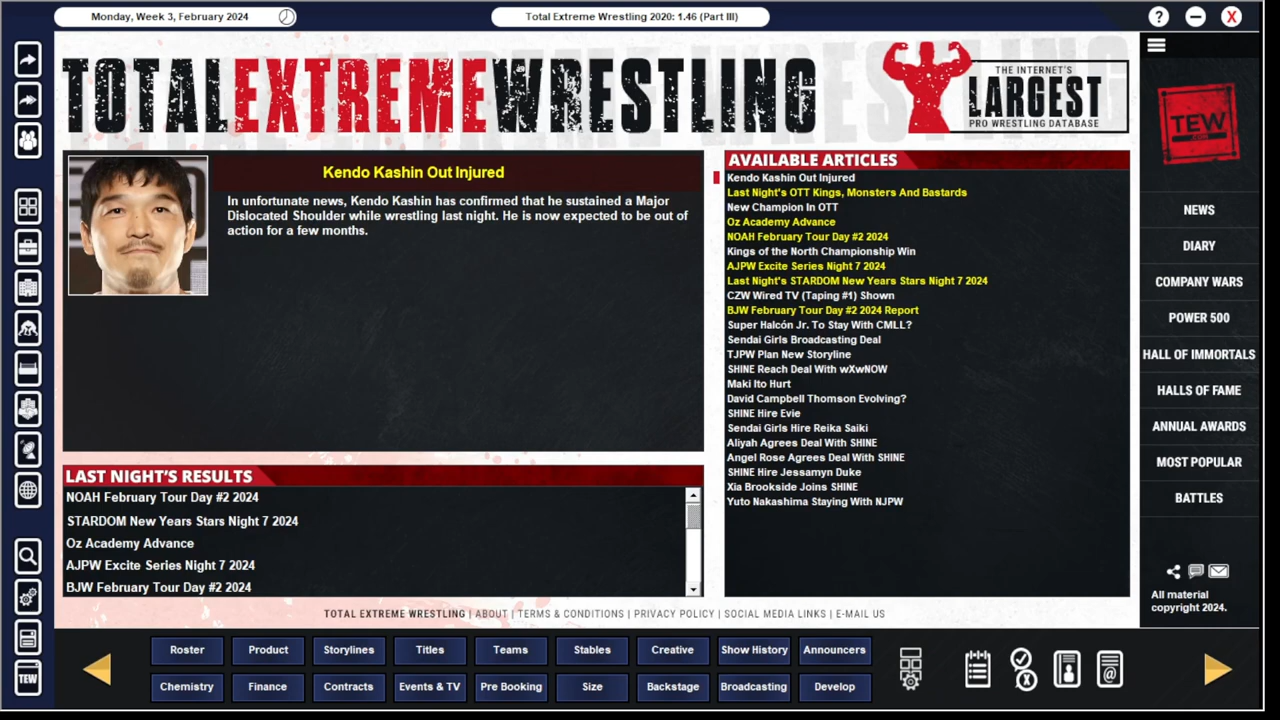 Monday, Week 3, February 2024
Total Extreme Wrestling 2020: 1.46 (Part III)
? X
TOTALEXTREMEWRESTLING
THE INTERNET'S
LARGEST
PRO WRESTLING DATABASE
Kendo Kashin Out Injured
In unfortunate news, Kendo Kashin has confirmed that he sustained a Major
Dislocated Shoulder while wrestling last night. He is now expected to be out of
action for a few months.
AVAILABLE ARTICLES
Kendo Kashin Out Injured
Last Night's OTT Kings, Monsters And Bastards
New Champion In OTT
Oz Academy Advance
NOAH February Tour Day #2 2024
Kings of the North Championship Win
AJPW Excite Series Night 7 2024
Last Night's STARDOM New Years Stars Night 7 2024
CZW Wired TV (Taping #1) Shown
BJW February Tour Day #2 2024 Report
Super Halcón Jr. To Stay With CMLL?
Sendai Girls Broadcasting Deal
TJPW Plan New Storyline
SHINE Reach Deal With wXwNOW
Maki Ito Hurt
David Campbell Thomson Evolving?
SHINE Hire Evie
Sendai Girls Hire Reika Saiki
Aliyah Agrees Deal With SHINE
Angel Rose Agrees Deal With SHINE
SHINE Hire Jessamyn Duke
Xia Brookside Joins SHINE
Yuto Nakashima Staying With NJPW
LAST NIGHT'S RESULTS
NOAH February Tour Day #2 2024
STARDOM New Years Stars Night 7 2024
Oz Academy Advance
AJPW Excite Series Night 7 2024
BJW February Tour Day #2 2024
TOTAL EXTREME WRESTLING | ABOUT | TERMS & CONDITIONS | PRIVACY POLICY | SOCIAL MEDIA LINKS | E-MAIL US
TEW
.COM
NEWS
DIARY
COMPANY WARS
POWER 500
HALL OF IMMORTALS
HALLS OF FAME
ANNUAL AWARDS
MOST POPULAR
BATTLES
All material
copyright 2024.
TEW
Roster Product Storylines Titles Teams Stables Creative Show History Announcers
Chemistry Finance Contracts Events & TV Pre Booking Size Backstage Broadcasting Develop